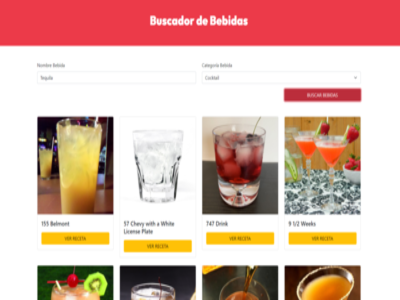 Buscador de Bebidas
Nombre Bebida
Categoría Bebida
Tequila
Cocktail
BUSCAR BEBIDAS
155 Belmont
57 Chevy with a White License Plate
747 Drink
9 1/2 Weeks
VER RECETA
VER RECETA
VER RECETA
VER RECETA